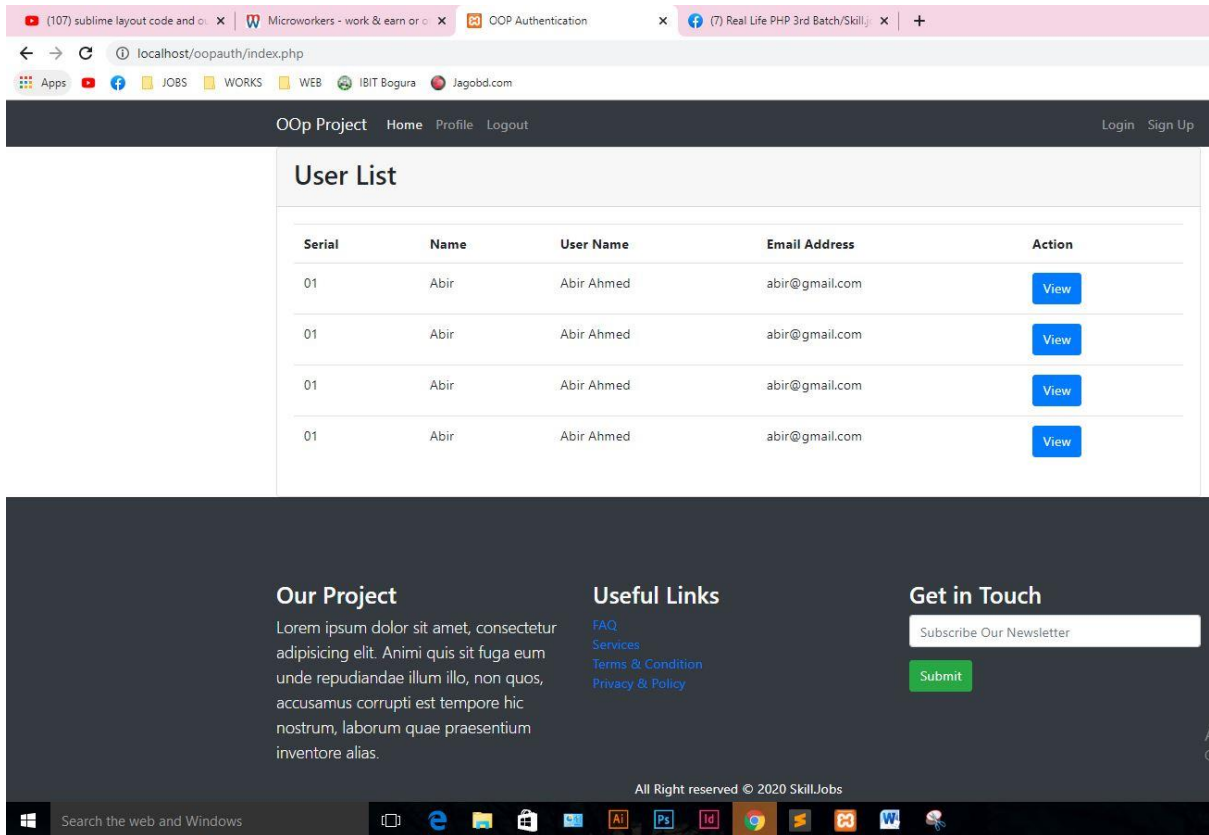 (107) sublime layout code and ou
Microworkers - work & earn or o
OOP Authentication
(7) Real Life PHP 3rd Batch/Skill.jo
localhost/oopauth/index.php
Apps JOBS WORKS WEB IBIT Bogura Jagobd.com
OOp Project Home Profile Logout Login Sign Up
User List
Serial Name User Name Email Address Action
01 Abir Abir Ahmed abir@gmail.com View
01 Abir Abir Ahmed abir@gmail.com View
01 Abir Abir Ahmed abir@gmail.com View
01 Abir Abir Ahmed abir@gmail.com View
Our Project
Lorem ipsum dolor sit amet, consectetur
adipisicing elit. Animi quis sit fuga eum
unde repudiandae illum illo, non quos,
accusamus corrupti est tempore hic
nostrum, laborum quae praesentium
inventore alias.
Useful Links
FAQ
Services
Terms & Condition
Privacy & Policy
Get in Touch
Subscribe Our Newsletter
Submit
All Right reserved © 2020 Skill.Jobs
Search the web and Windows
Ai Ps Id